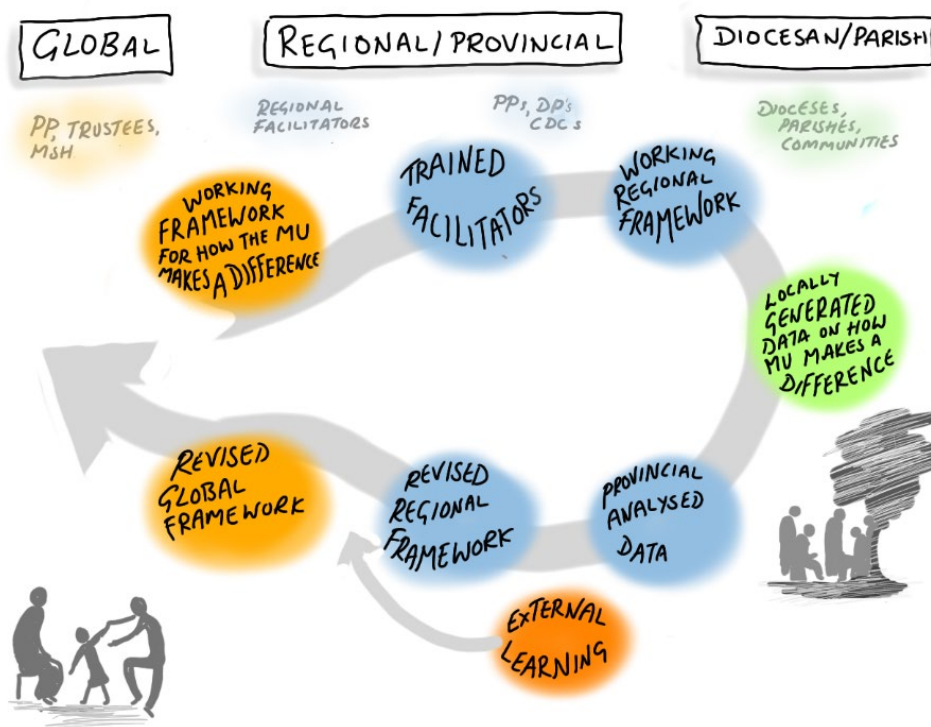 GLOBAL
REGIONAL/PROVINCIAL
DIOCESAN/PARISH
PP, TRUSTEES,
MSH
REGIONAL
FACILITATORS
PPs, DP's
CDCs
DIOCESES,
PARISHES,
COMMUNITIES
WORKING
FRAMEWORK
FOR HOW THE MU
MAKES A DIFFERENCE
TRAINED
FACILITATORS
WORKING
REGIONAL
FRAMEWORK
LOCALLY
GENERATED
DATA ON HOW
MU MAKES A
DIFFERENCE
PROVINCIAL
ANALYSED
DATA
REVISED
REGIONAL
FRAMEWORK
REVISED
GLOBAL
FRAMEWORK
EXTERNAL
LEARNING